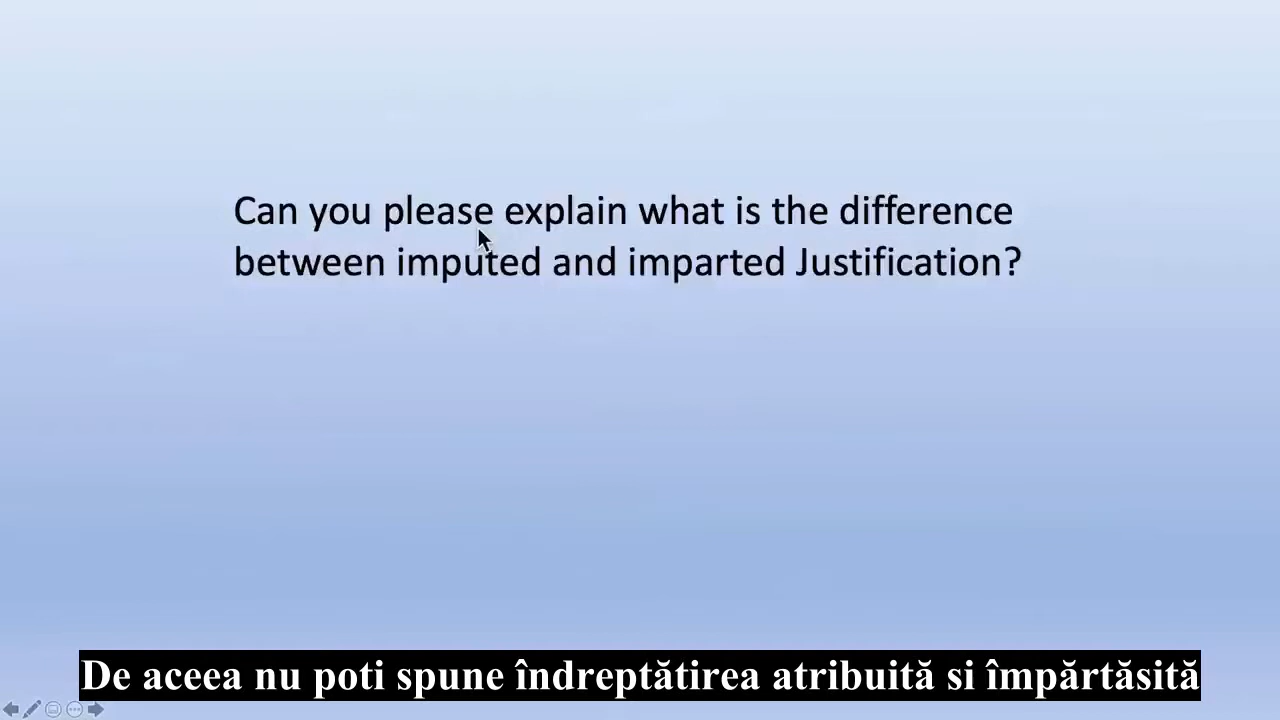 Can you please explain what is the difference
between imputed and imparted Justification?
De aceea nu poti spune îndreptătirea atribuită si împărtăsită